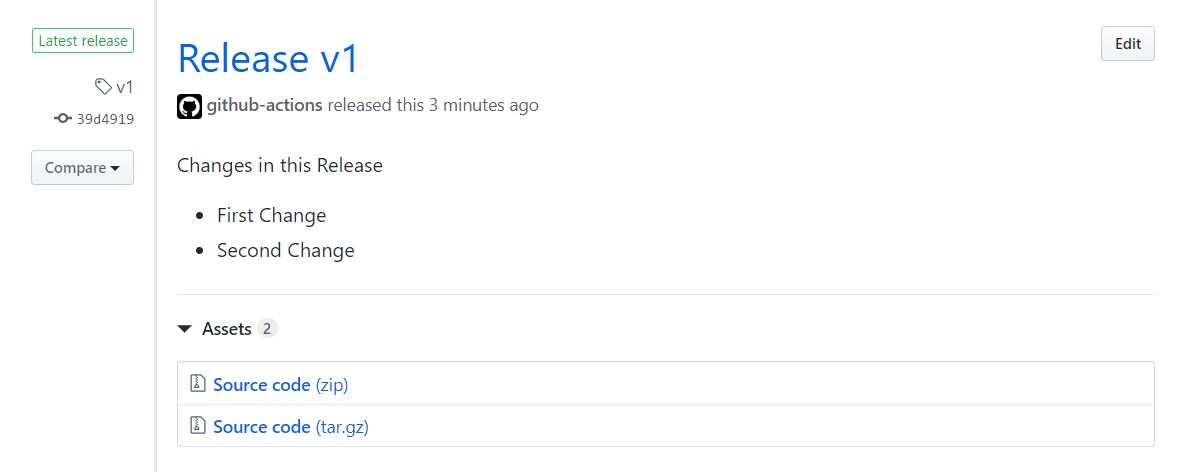 Latest release
v1
39d4919
Compare
Release v1
Edit
github-actions released this 3 minutes ago
Changes in this Release
First Change
Second Change
Assets 2
Source code (zip)
Source code (tar.gz)